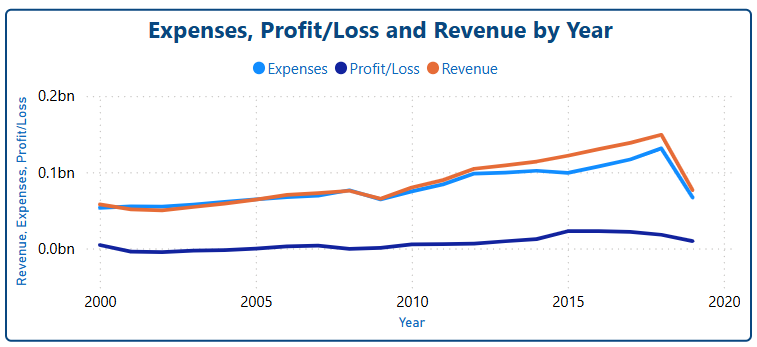 Expenses, Profit/Loss and Revenue by Year
Expenses Profit/Loss Revenue
Revenue, Expenses, Profit/Loss
0.2bn
0.1bn
0.0bn
2000 2005 2010 2015 2020
Year